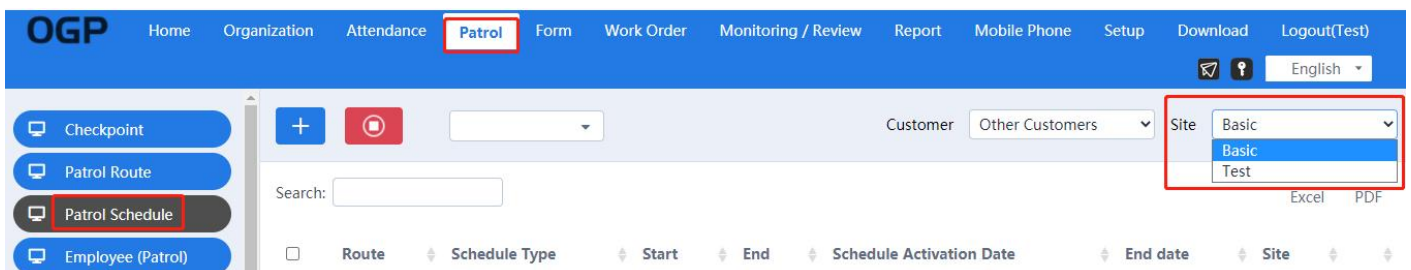 OGP Home Organization Attendance Patrol Form Work Order Monitoring / Review Report Mobile Phone Setup Download Logout(Test)
English
Checkpoint
Customer Other Customers Site Basic
Basic
Test
Patrol Route
Search:
Excel PDF
Patrol Schedule
Employee (Patrol)
Route Schedule Type Start End Schedule Activation Date End date Site